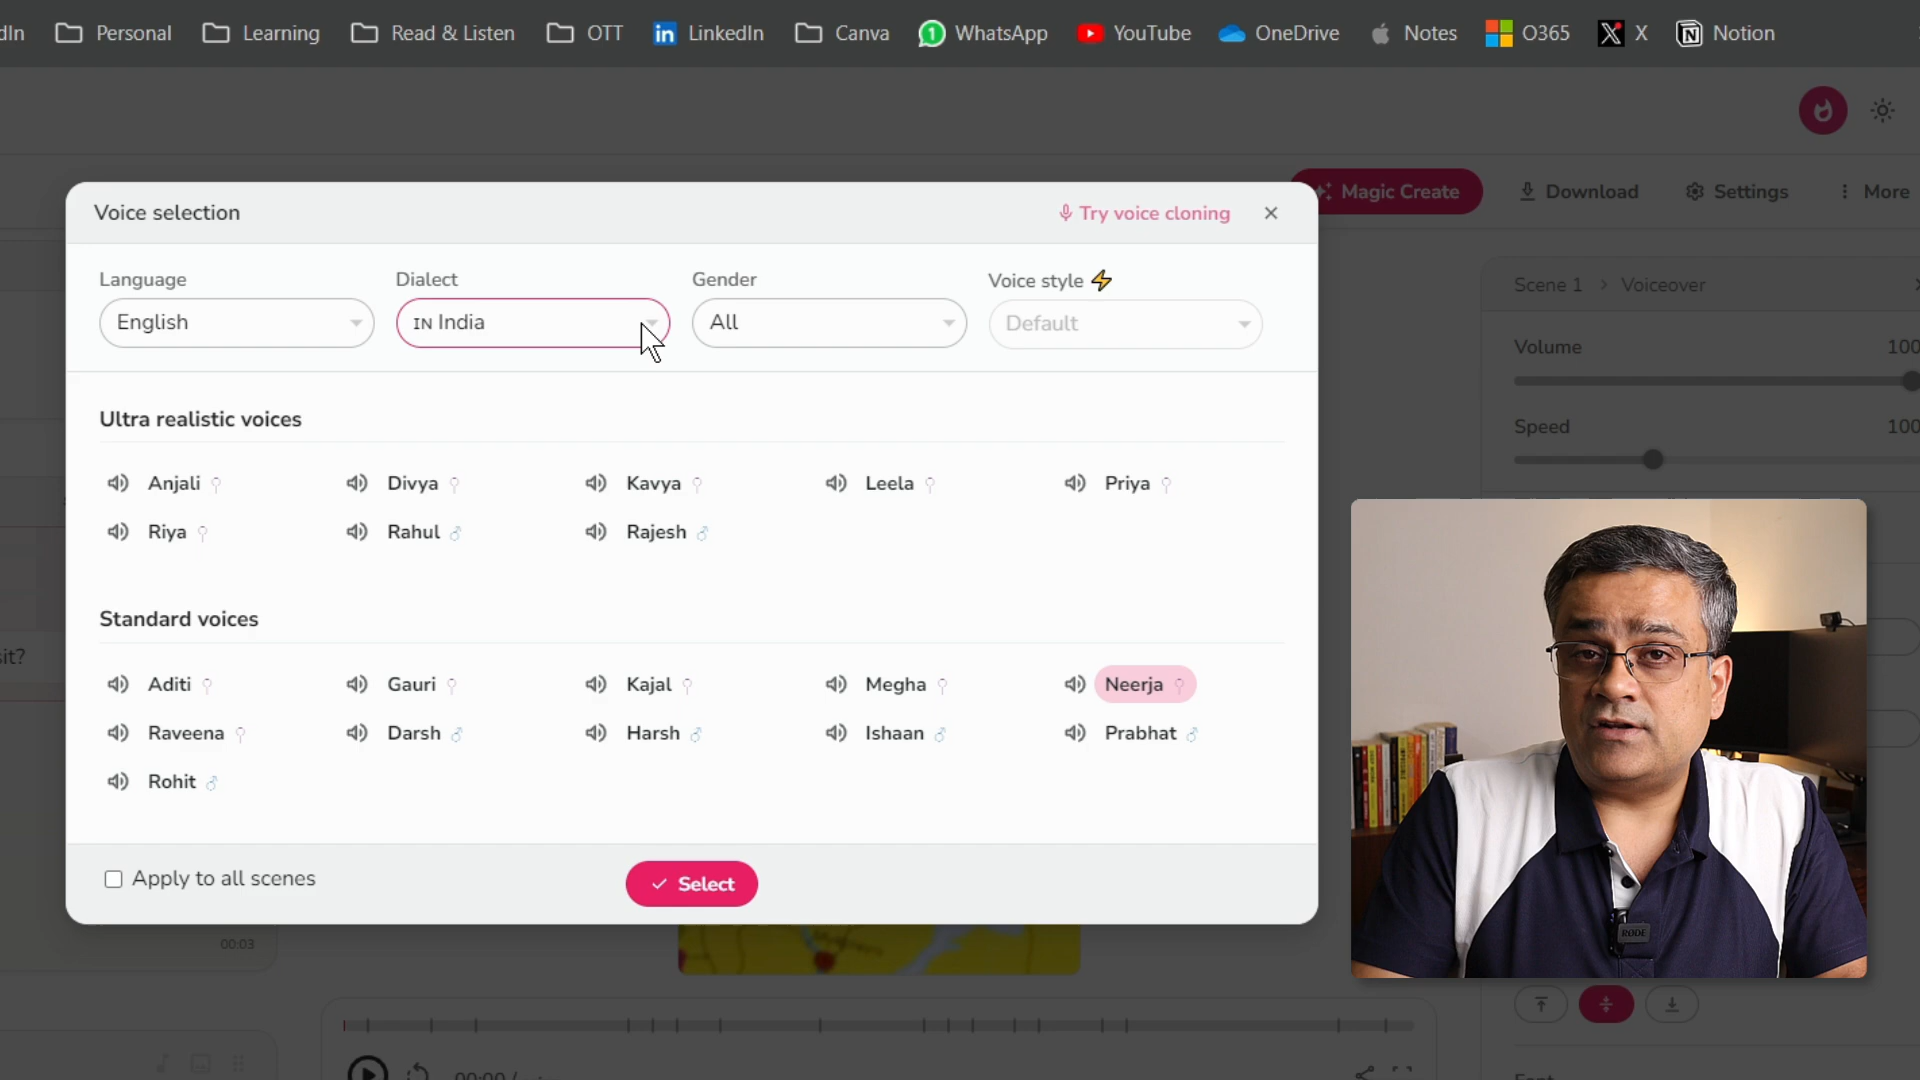 dIn Personal Learning Read & Listen OTT LinkedIn Canva WhatsApp YouTube OneDrive Notes O365 X Notion
Magic Create Download Settings More
Voice selection Try voice cloning
Language Dialect Gender Voice style
English IN India All Default
Ultra realistic voices
Anjali Divya Kavya Leela Priya
Riya Rahul Rajesh
Standard voices
Aditi Gauri Kajal Megha Neerja
Raveena Darsh Harsh Ishaan Prabhat
Rohit
Apply to all scenes Select
Scene 1 > Voiceover
Volume 100
Speed 100
sit?
RODE
00:03
00:00 /